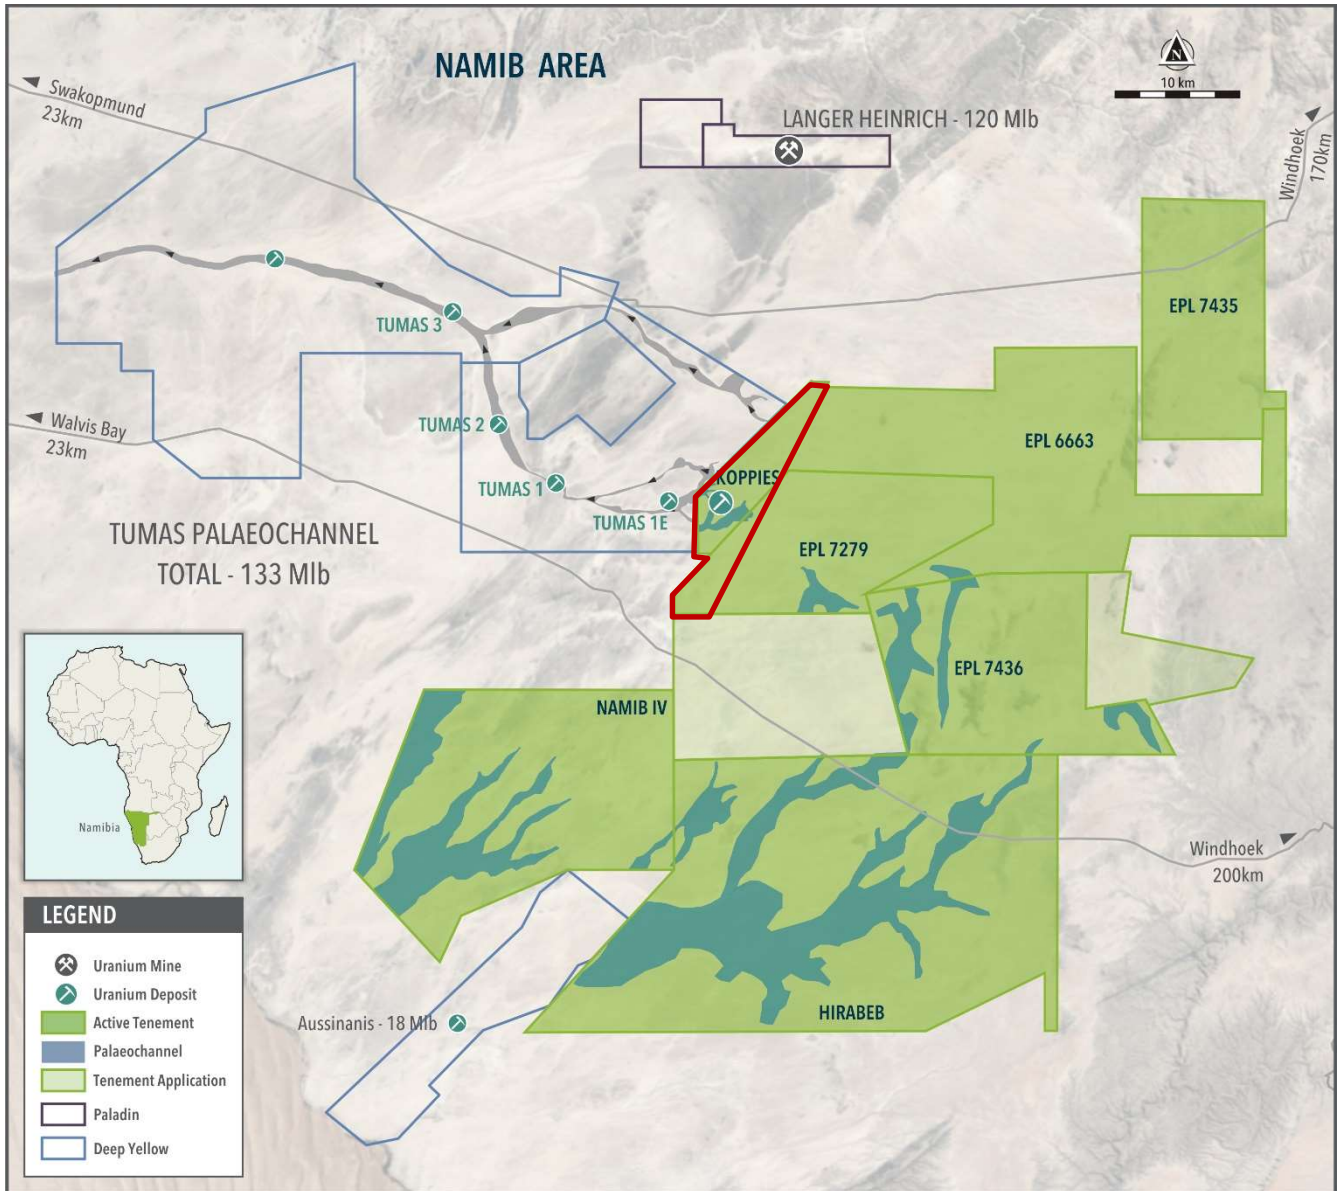 NAMIB AREA
N
10 km
Swakopmund
23km
LANGER HEINRICH - 120 Mlb
Windhoek
170km
EPL 7435
TUMAS 3
EPL 6663
Walvis Bay
23km
TUMAS 2
KOPPIES
TUMAS 1
TUMAS 1E
TUMAS PALAEOCHANNEL
TOTAL - 133 Mlb
EPL 7279
EPL 7436
NAMIB IV
Namibia
Windhoek
200km
LEGEND
Uranium Mine
Uranium Deposit
Active Tenement
Palaeochannel
Tenement Application
Paladin
Deep Yellow
Aussinanis - 18 Mlb
HIRABEB